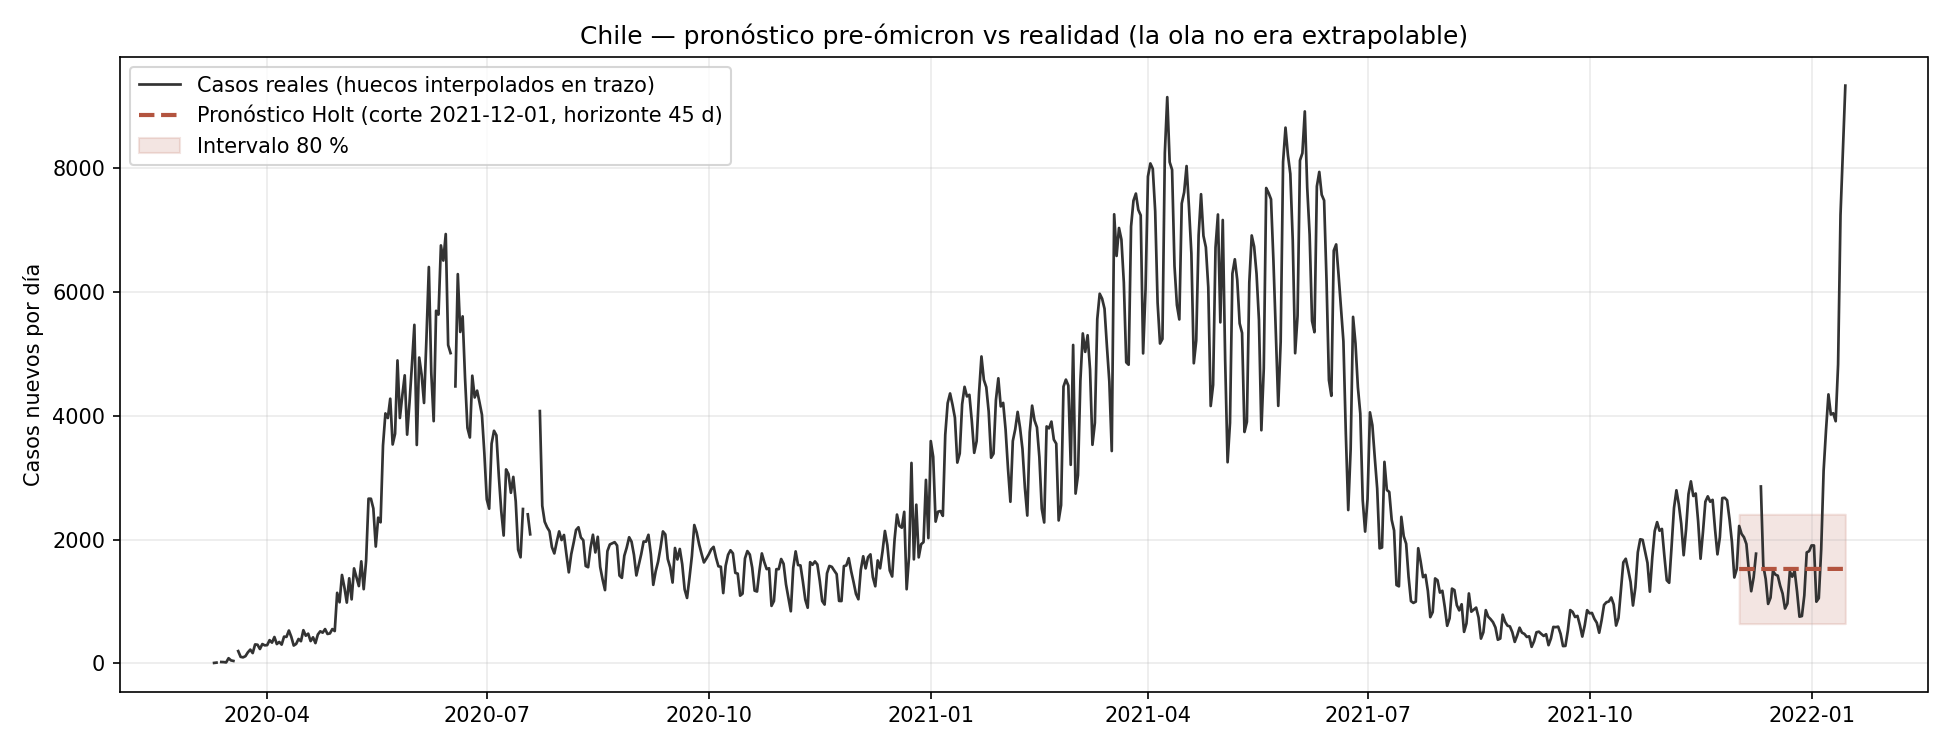 Chile — pronóstico pre-ómicron vs realidad (la ola no era extrapolable)
Casos reales (huecos interpolados en trazo)
Pronóstico Holt (corte 2021-12-01, horizonte 45 d)
Intervalo 80 %
Casos nuevos por día
8000
6000
4000
2000
0
2020-04
2020-07
2020-10
2021-01
2021-04
2021-07
2021-10
2022-01